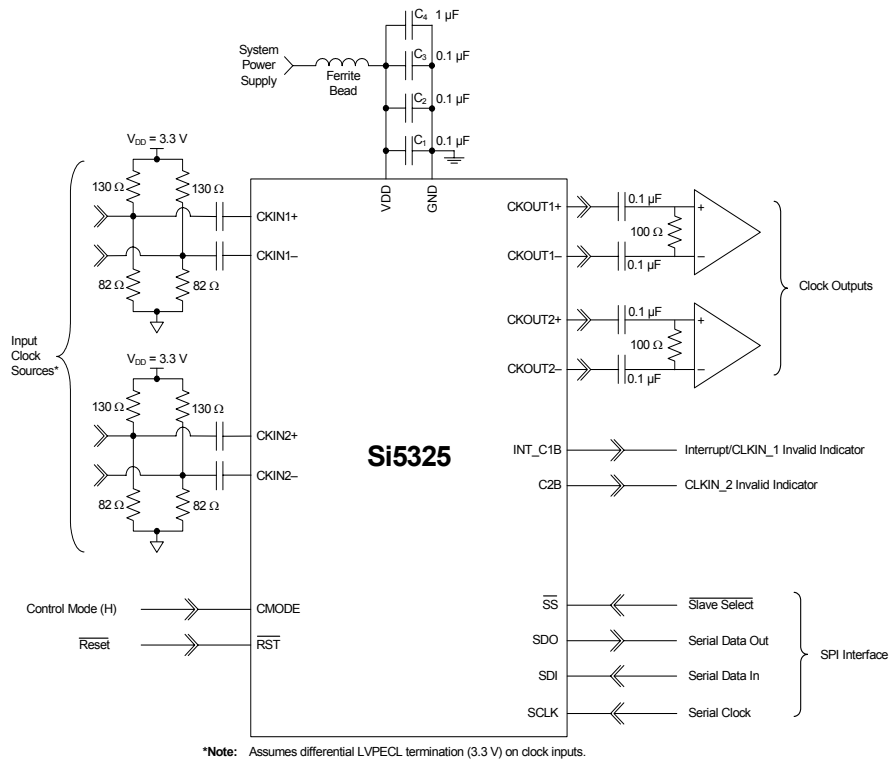 C4 1 µF
System
Power
Supply
Ferrite
Bead
C3 0.1 µF
C2 0.1 µF
C1 0.1 µF
VDD = 3.3 V
130 Ω
130 Ω
82 Ω
82 Ω
VDD
GND
CKIN1+
CKIN1–
CKOUT1+
0.1 µF
100 Ω
+
–
CKOUT1–
0.1 µF
CKOUT2+
0.1 µF
100 Ω
+
–
CKOUT2–
0.1 µF
Clock Outputs
Input
Clock
Sources*
VDD = 3.3 V
130 Ω
130 Ω
82 Ω
82 Ω
CKIN2+
CKIN2–
Si5325
INT_C1B
Interrupt/CLKIN_1 Invalid Indicator
C2B
CLKIN_2 Invalid Indicator
Control Mode (H)
CMODE
Reset
RST
SS
Slave Select
SDO
Serial Data Out
SDI
Serial Data In
SCLK
Serial Clock
SPI Interface
*Note: Assumes differential LVPECL termination (3.3 V) on clock inputs.